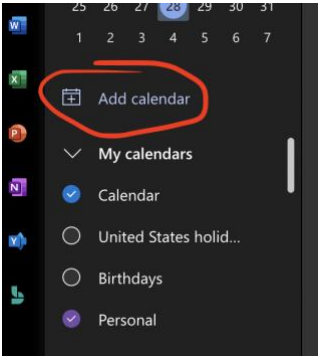 W
25 26 27 28 29 30 31
1 2 3 4 5 6 7
X
Add calendar
My calendars
P
N
Calendar
United States holid...
Birthdays
Personal